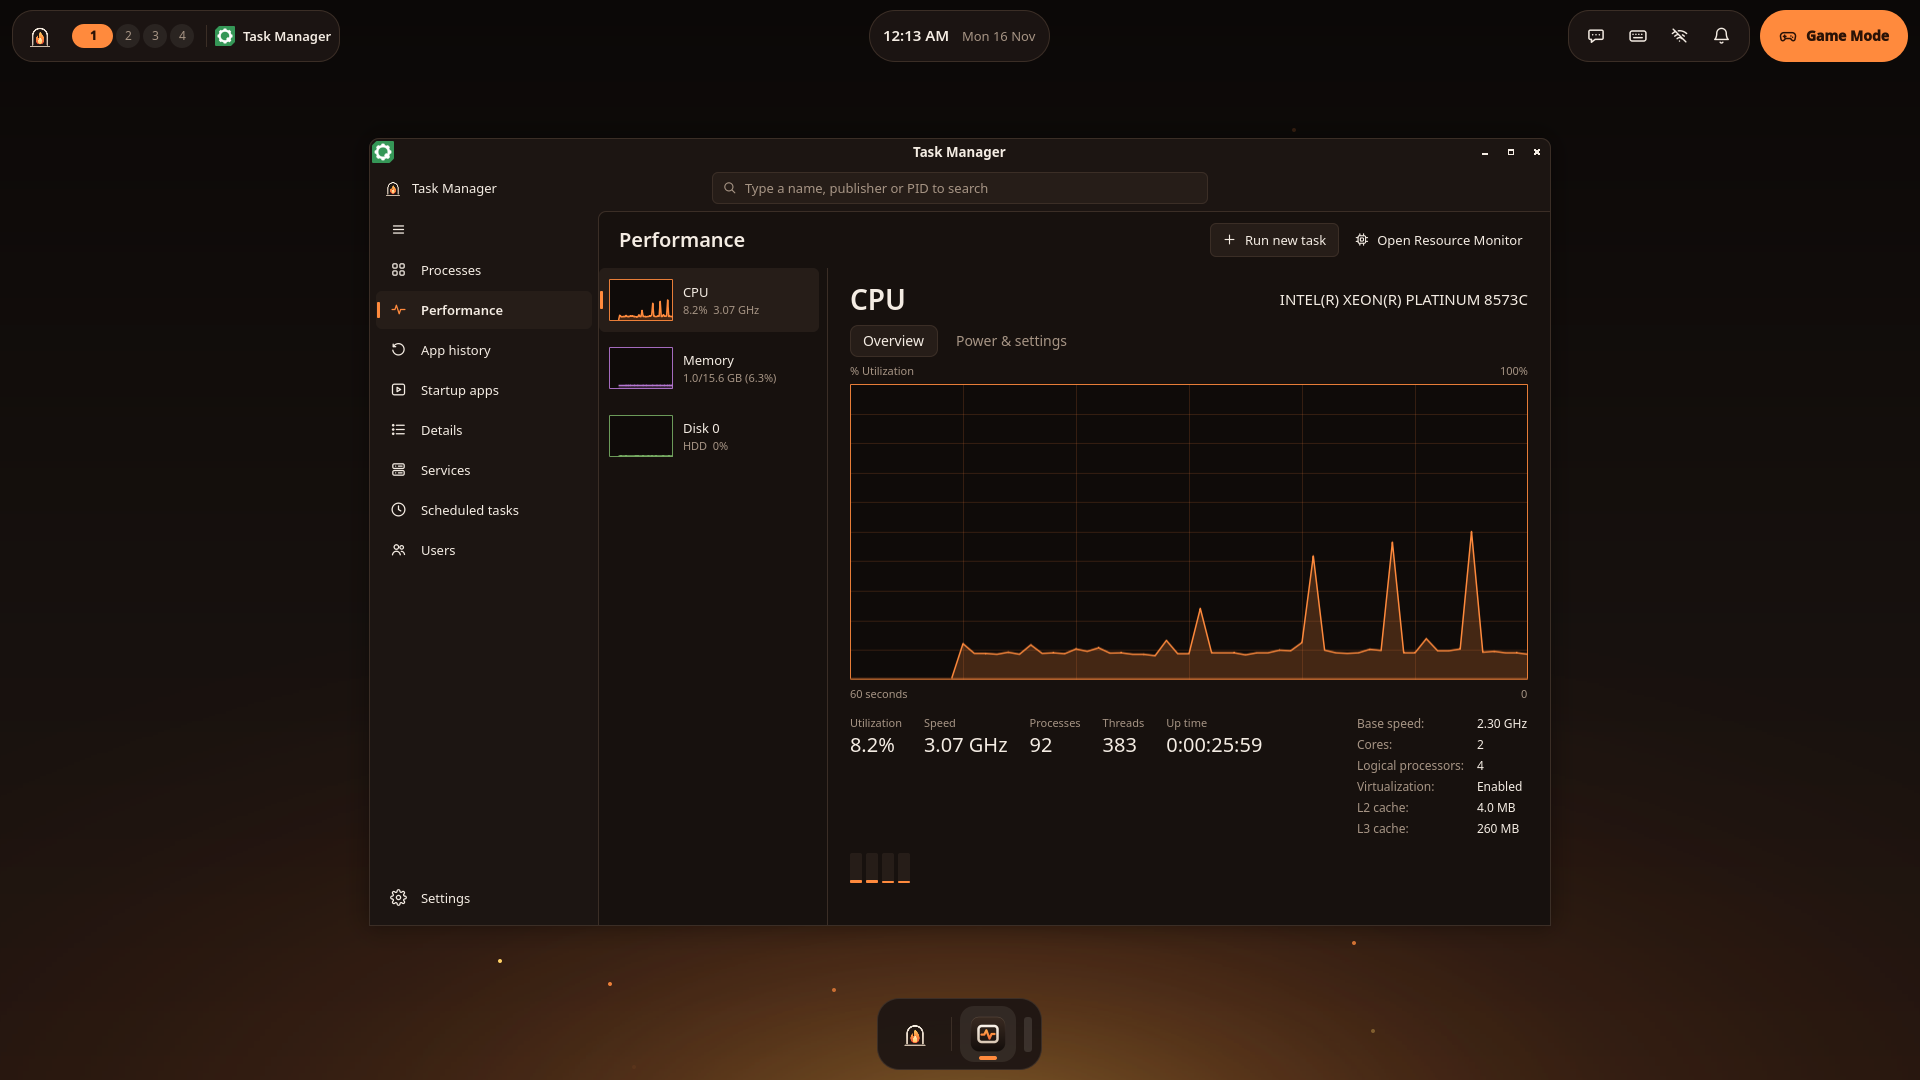 1 2 3 4 Task Manager
12:13 AM Mon 16 Nov
Game Mode
Task Manager
Task Manager
Type a name, publisher or PID to search
Performance
Run new task
Open Resource Monitor
Processes
Performance
App history
Startup apps
Details
Services
Scheduled tasks
Users
Settings
CPU
8.2% 3.07 GHz
Memory
1.0/15.6 GB (6.3%)
Disk 0
HDD 0%
CPU
INTEL(R) XEON(R) PLATINUM 8573C
Overview
Power & settings
% Utilization 100%
60 seconds 0
Utilization Speed Processes Threads Up time
8.2% 3.07 GHz 92 383 0:00:25:59
Base speed: 2.30 GHz
Cores: 2
Logical processors: 4
Virtualization: Enabled
L2 cache: 4.0 MB
L3 cache: 260 MB